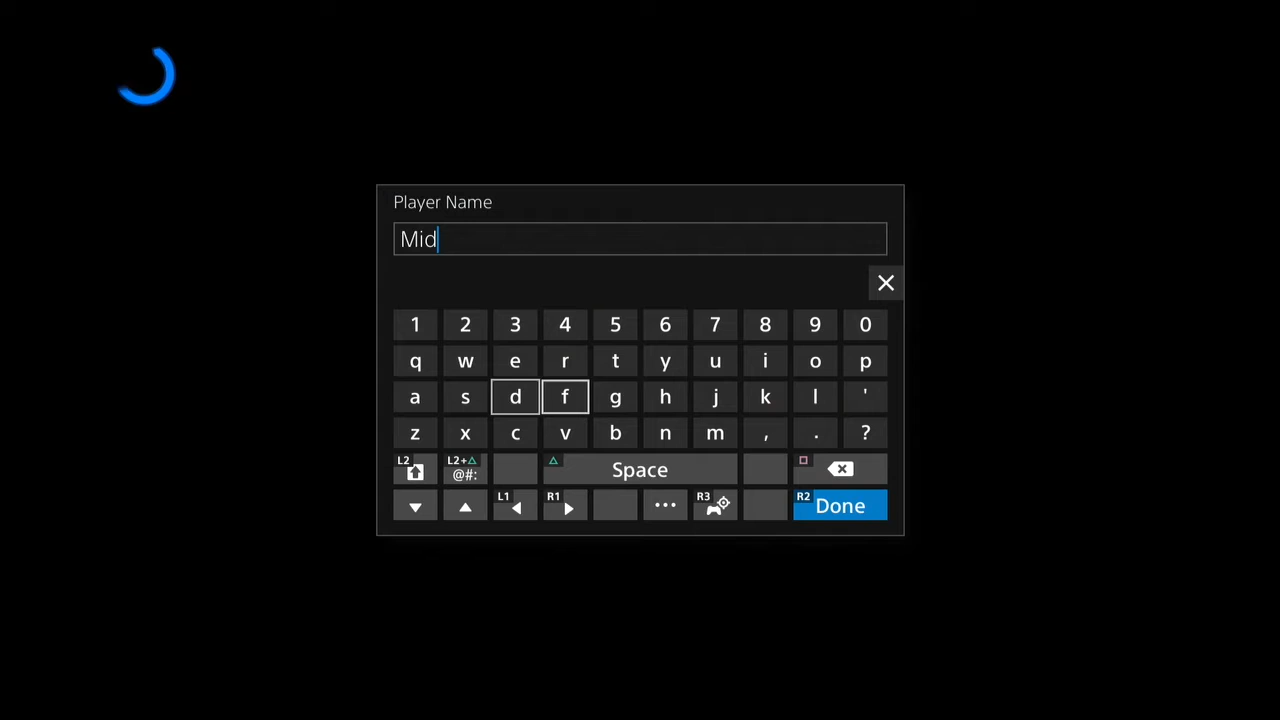 Player Name
Mid
1 2 3 4 5 6 7 8 9 0
q w e r t y u i o p
a s d f g h j k l '
z x c v b n m , . ?
L2 L2+△ @#: △ Space □
L1 R1 ... R3 R2 Done